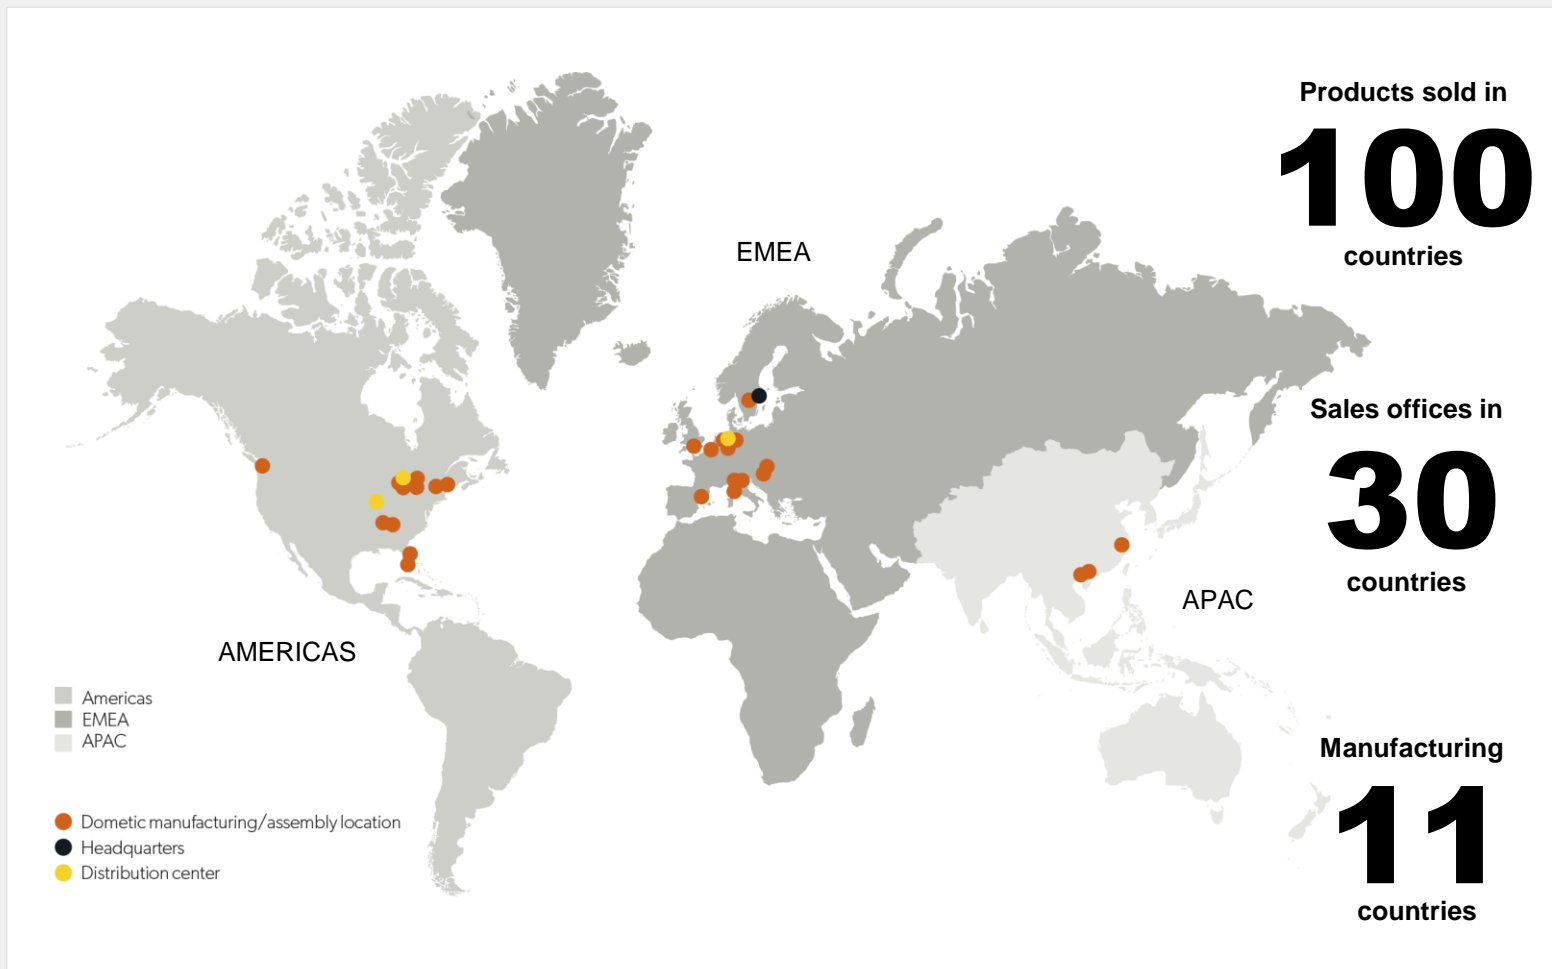 Products sold in
100
countries
EMEA
Sales offices in
30
countries
APAC
AMERICAS
Americas
EMEA
APAC
Manufacturing
11
countries
Dometic manufacturing/assembly location
Headquarters
Distribution center